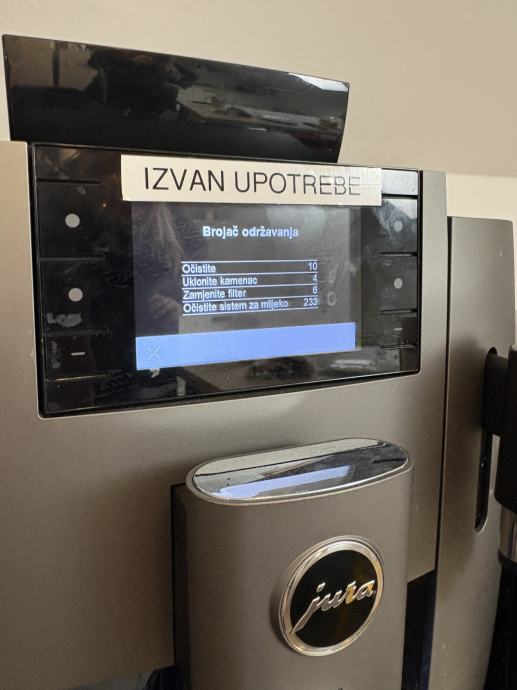 IZVAN UPOTREBE
Brojač održavanja
Očistite 10
Uklonite kamenac 4
Zamjenite filter 6
Očistite sistem za mlijeko 233
jura